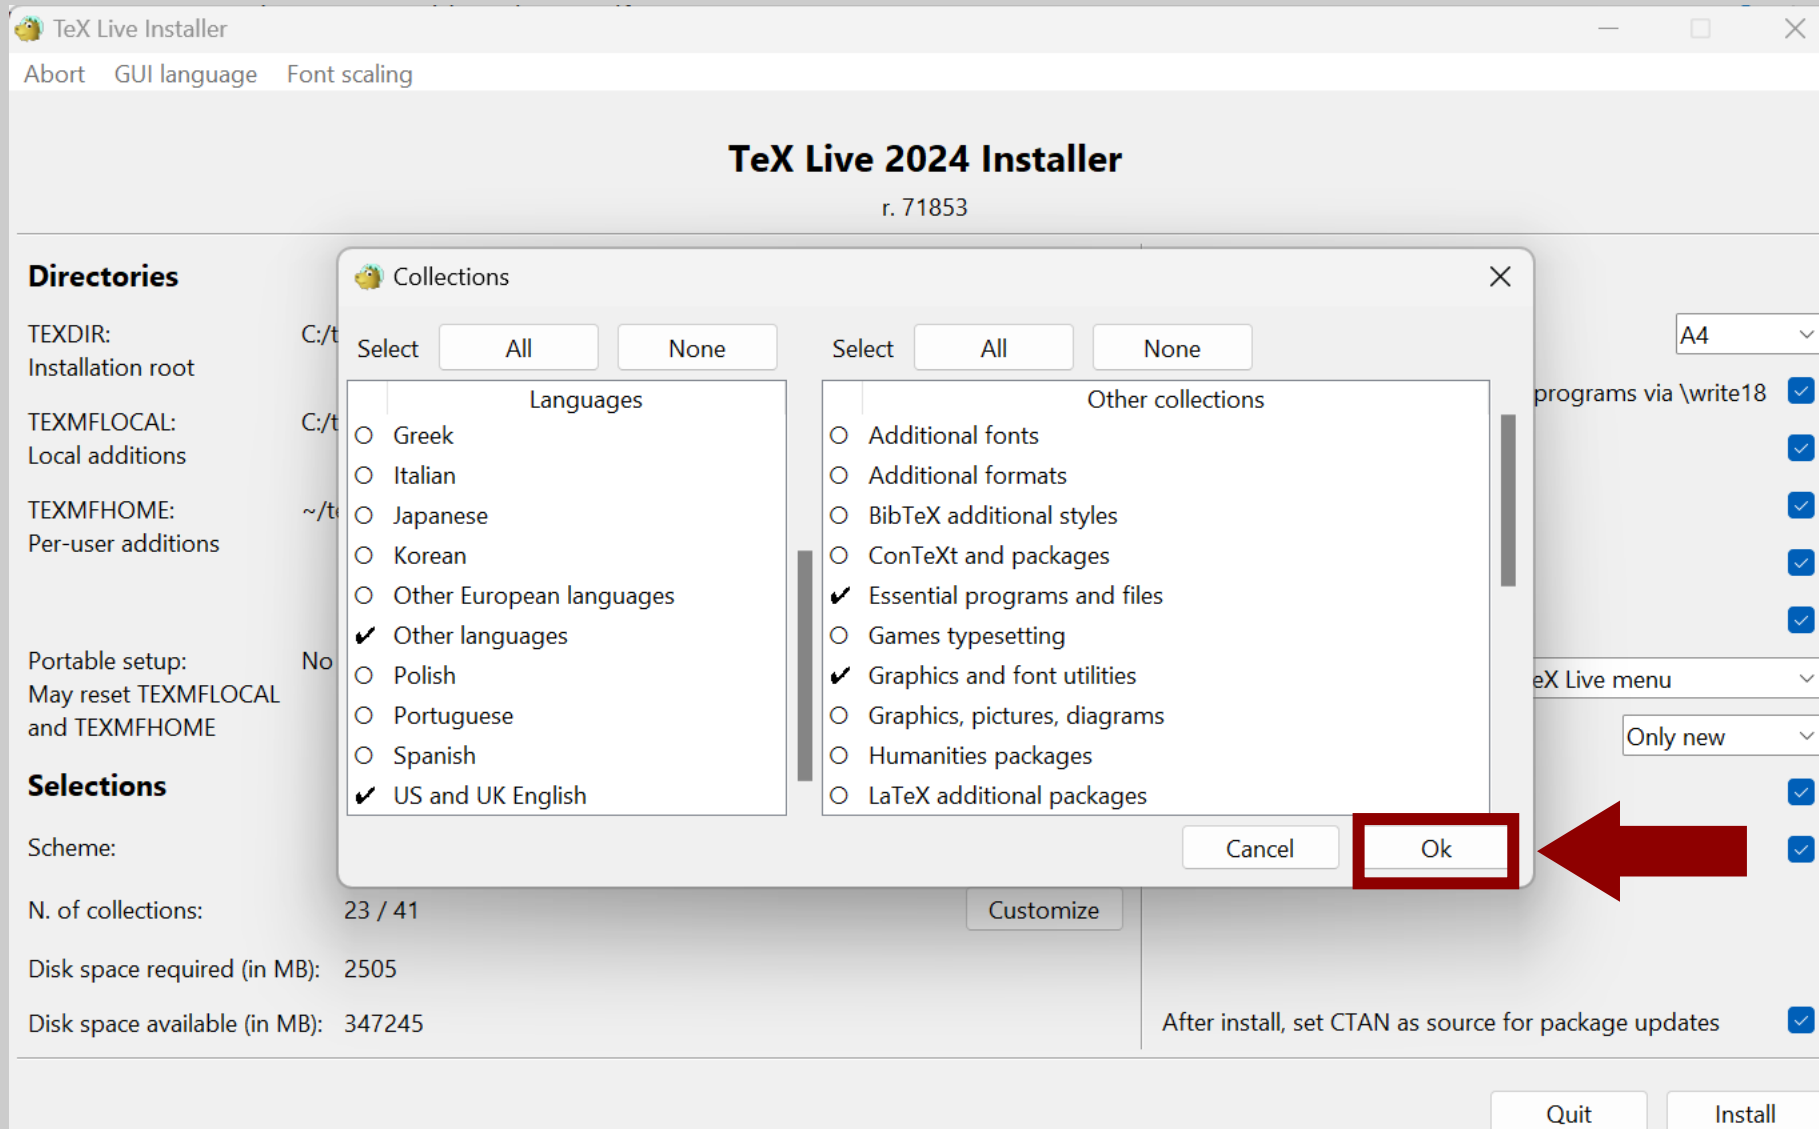 TeX Live Installer
Abort GUI language Font scaling
TeX Live 2024 Installer
r. 71853
Directories
TEXDIR: C:/t
Installation root
TEXMFLOCAL: C:/t
Local additions
TEXMFHOME: ~/te
Per-user additions
Portable setup: No
May reset TEXMFLOCAL
and TEXMFHOME
Selections
Scheme:
N. of collections: 23 / 41
Customize
Disk space required (in MB): 2505
Disk space available (in MB): 347245
Collections
Select All None
Languages
Greek
Italian
Japanese
Korean
Other European languages
Other languages
Polish
Portuguese
Spanish
US and UK English
Select All None
Other collections
Additional fonts
Additional formats
BibTeX additional styles
ConTeXt and packages
Essential programs and files
Games typesetting
Graphics and font utilities
Graphics, pictures, diagrams
Humanities packages
LaTeX additional packages
Cancel Ok
A4
programs via \write18
eX Live menu
Only new
After install, set CTAN as source for package updates
Quit Install